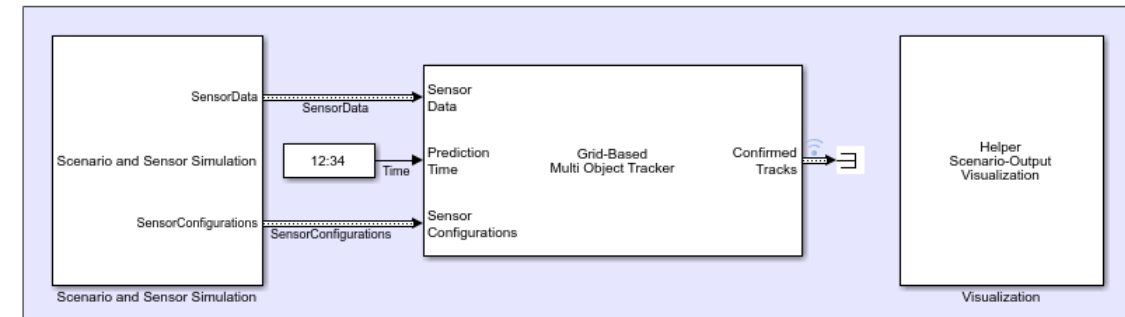 SensorData
Scenario and Sensor Simulation
SensorConfigurations
Scenario and Sensor Simulation
SensorData
12:34
Time
SensorConfigurations
Sensor
Data
Prediction
Time
Sensor
Configurations
Grid-Based
Multi Object Tracker
Confirmed
Tracks
Helper
Scenario-Output
Visualization
Visualization